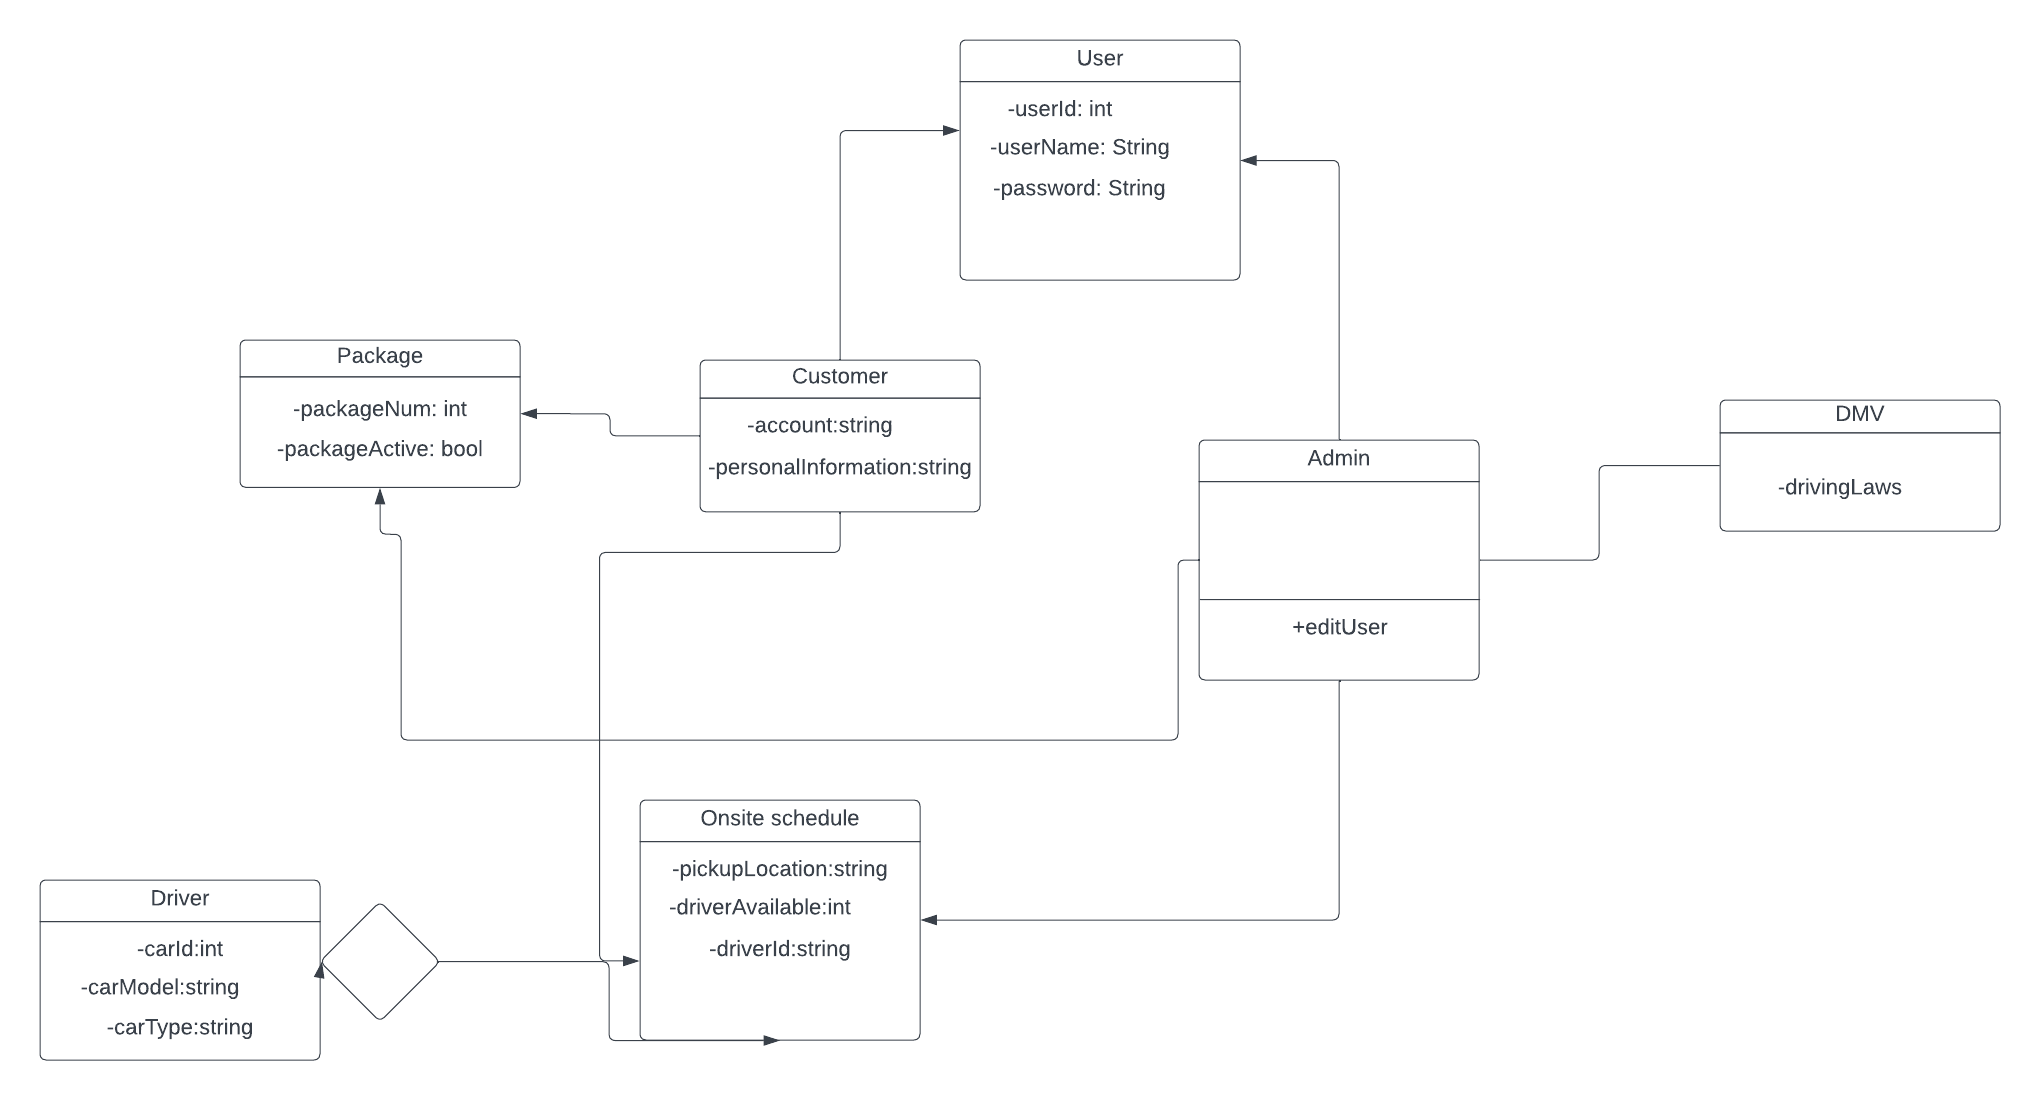 User
-userId: int
-userName: String
-password: String
Package
-packageNum: int
-packageActive: bool
Customer
-account:string
-personalInformation:string
Admin
+editUser
DMV
-drivingLaws
Onsite schedule
-pickupLocation:string
-driverAvailable:int
-driverId:string
Driver
-carId:int
-carModel:string
-carType:string